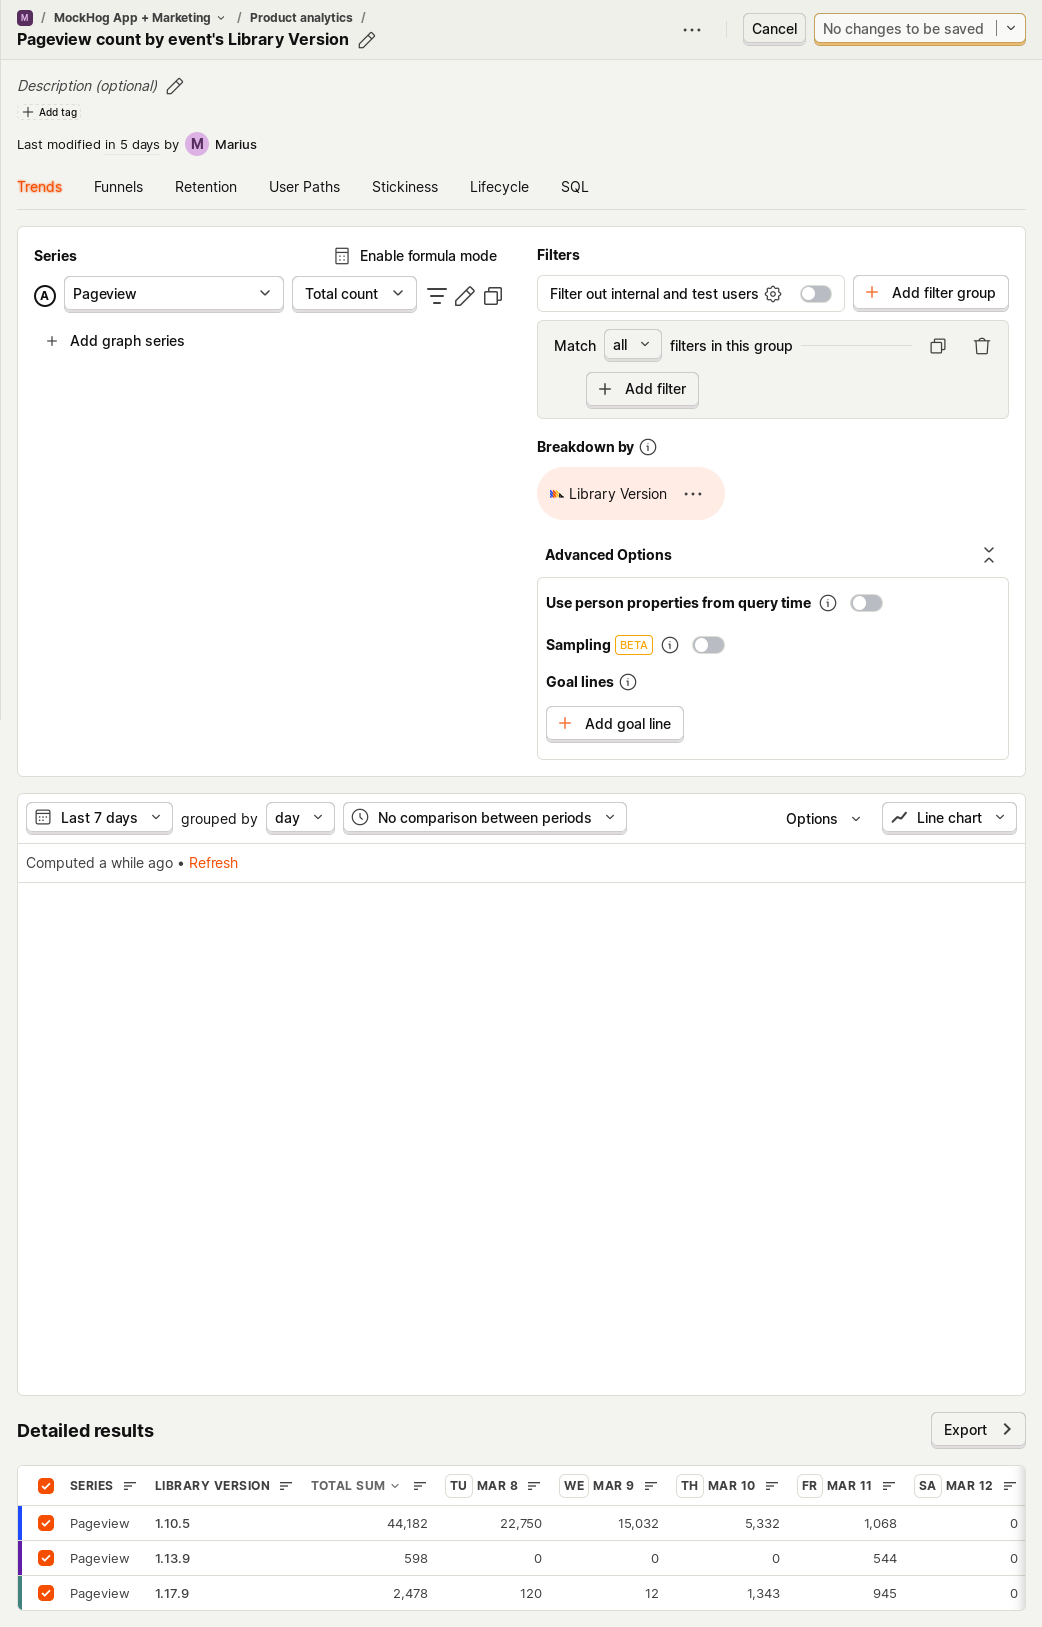 M / MockHog App + Marketing / Product analytics /
Pageview count by event's Library Version
Cancel
No changes to be saved
Description (optional)
Add tag
Last modified in 5 days by M Marius
Trends Funnels Retention User Paths Stickiness Lifecycle SQL
Series
Enable formula mode
A Pageview Total count
Add graph series
Filters
Filter out internal and test users
Add filter group
Match all filters in this group
Add filter
Breakdown by
Library Version
Advanced Options
Use person properties from query time
Sampling BETA
Goal lines
Add goal line
Last 7 days grouped by day No comparison between periods Options Line chart
Computed a while ago • Refresh
Detailed results
Export
SERIES LIBRARY VERSION TOTAL SUM TU MAR 8 WE MAR 9 TH MAR 10 FR MAR 11 SA MAR 12
Pageview 1.10.5 44,182 22,750 15,032 5,332 1,068 0
Pageview 1.13.9 598 0 0 0 544 0
Pageview 1.17.9 2,478 120 12 1,343 945 0